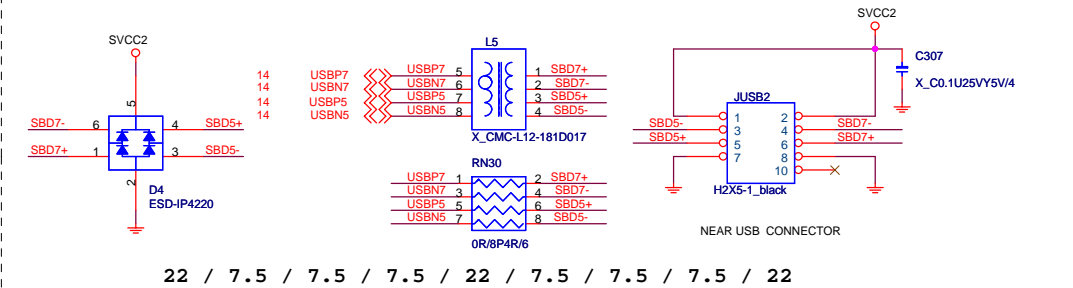 SVCC2
5
SBD7-
6
4
SBD5+
SBD7+
1
3
SBD5-
2
D4
ESD-IP4220
L5
14 USBP7 USBP7 5 1 SBD7+
14 USBN7 USBN7 6 2 SBD7-
14 USBP5 USBP5 7 3 SBD5+
14 USBN5 USBN5 8 4 SBD5-
X_CMC-L12-181D017
RN30
USBP7 1 2 SBD7+
USBN7 3 4 SBD7-
USBP5 5 6 SBD5+
USBN5 7 8 SBD5-
0R/8P4R/6
SVCC2
C307
X_C0.1U25VY5V/4
JUSB2
1 2
SBD5- 3 4 SBD7-
SBD5+ 5 6 SBD7+
7 8
10
H2X5-1_black
NEAR USB CONNECTOR
22 / 7.5 / 7.5 / 7.5 / 22 / 7.5 / 7.5 / 7.5 / 22